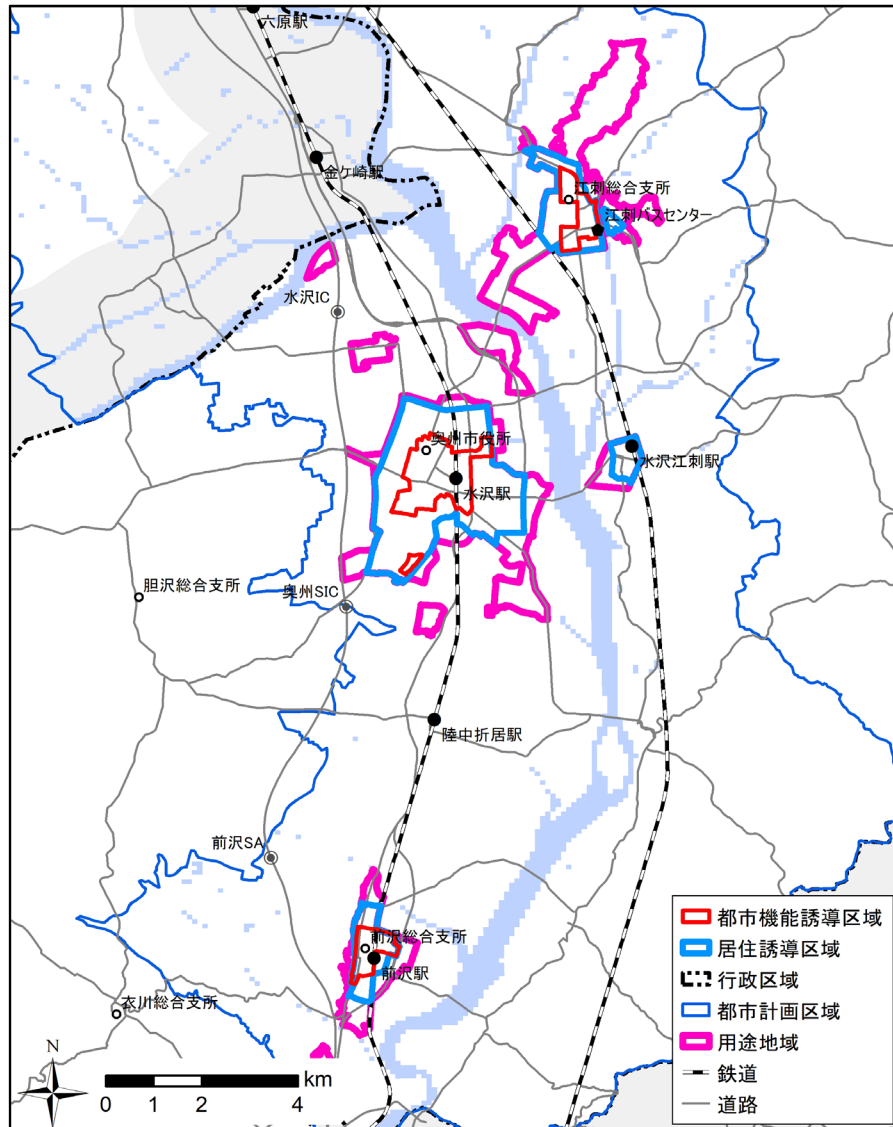 六原駅
金ケ崎駅
江刺総合支所
江刺バスセンター
水沢IC
奥州市役所
水沢江刺駅
水沢駅
胆沢総合支所
奥州SIC
陸中折居駅
前沢SA
前沢総合支所
前沢駅
衣川総合支所
都市機能誘導区域
居住誘導区域
行政区域
都市計画区域
用途地域
鉄道
道路
N
km
0 1 2 4